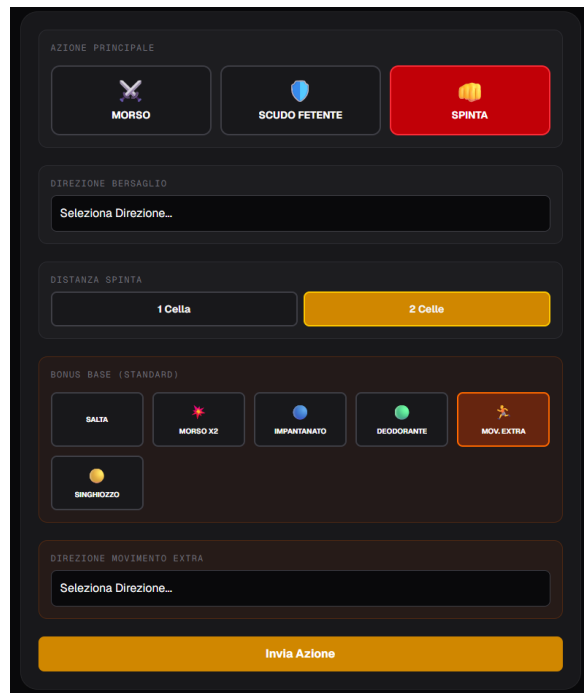 AZIONE PRINCIPALE
MORSO
SCUDO FETENTE
SPINTA
DIREZIONE BERSAGLIO
Seleziona Direzione...
DISTANZA SPINTA
1 Cella
2 Celle
BONUS BASE (STANDARD)
SALTA
MORSO X2
IMPANTANATO
DEODORANTE
MOV. EXTRA
SINGHIOZZO
DIREZIONE MOVIMENTO EXTRA
Seleziona Direzione...
Invia Azione